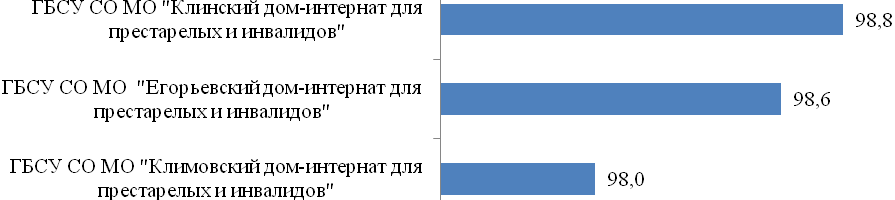 ГБСУ СО МО "Клинский дом-интернат для
престарелых и инвалидов"
98,8
ГБСУ СО МО "Егорьевский дом-интернат для
престарелых и инвалидов"
98,6
ГБСУ СО МО "Климовский дом-интернат для
престарелых и инвалидов"
98,0